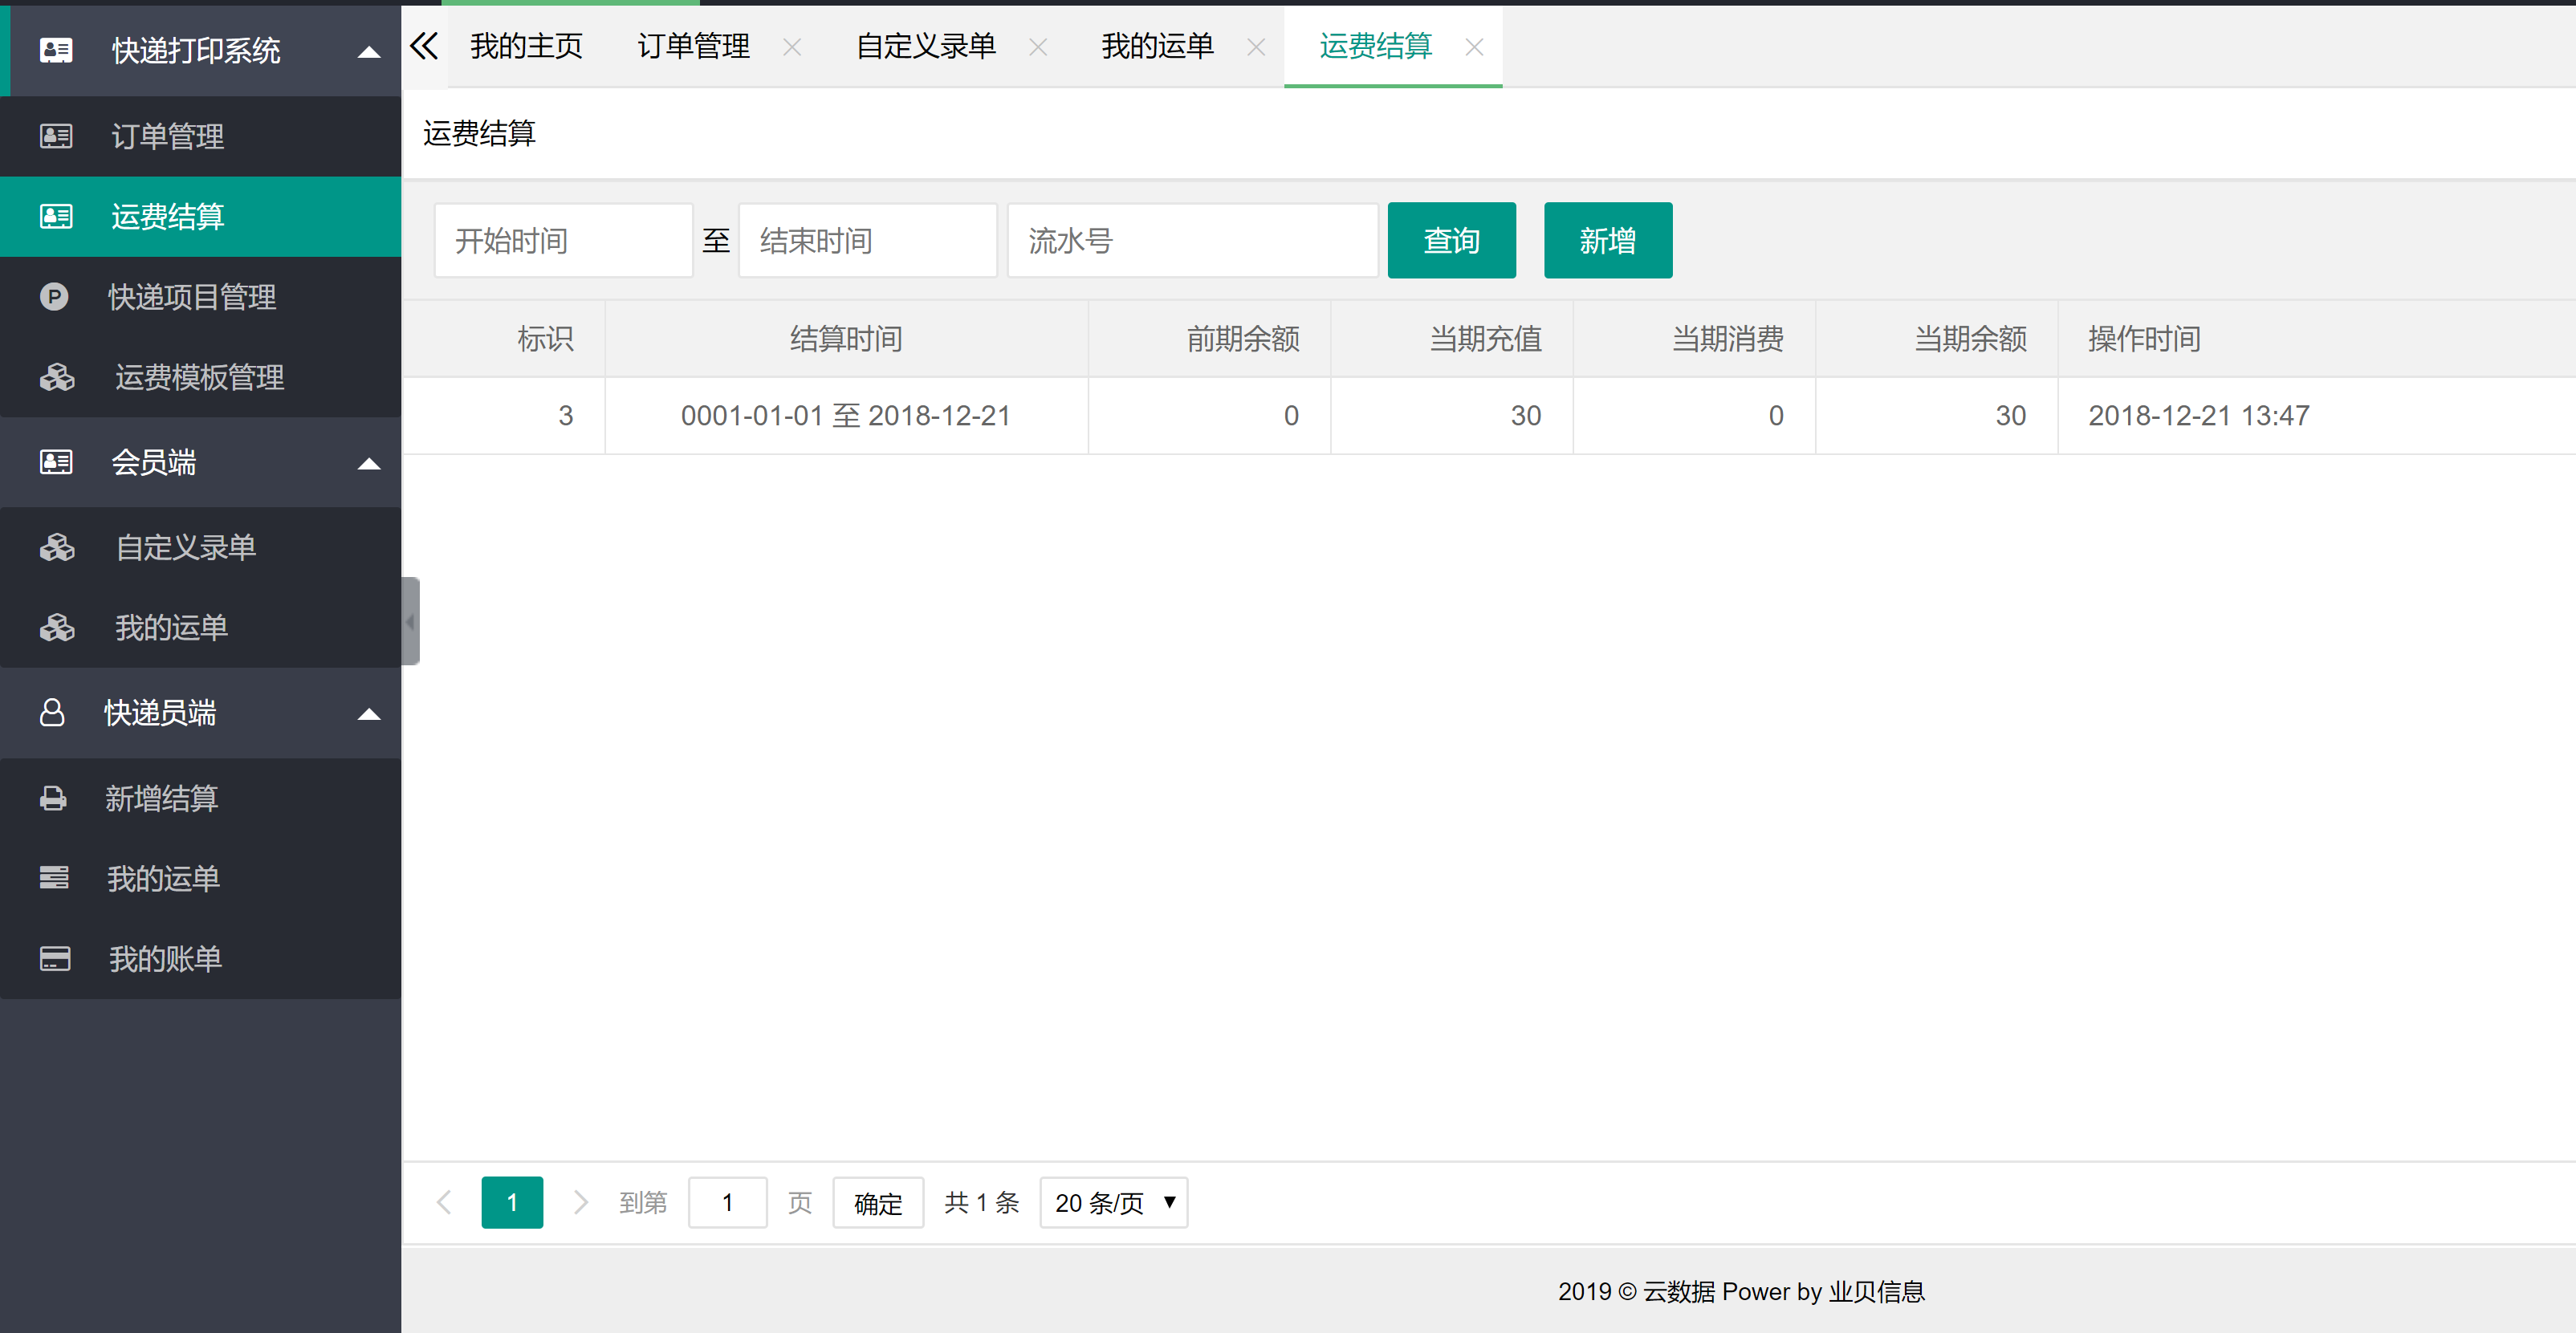 快递打印系统
订单管理
运费结算
快递项目管理
运费模板管理
会员端
自定义录单
我的运单
快递员端
新增结算
我的运单
我的账单
我的主页 订单管理 自定义录单 我的运单 运费结算
运费结算
开始时间 至 结束时间 流水号 查询 新增
标识 结算时间 前期余额 当期充值 当期消费 当期余额 操作时间
3 0001-01-01 至 2018-12-21 0 30 0 30 2018-12-21 13:47
1 到第 1 页 确定 共 1 条 20 条/页
2019 © 云数据 Power by 业贝信息